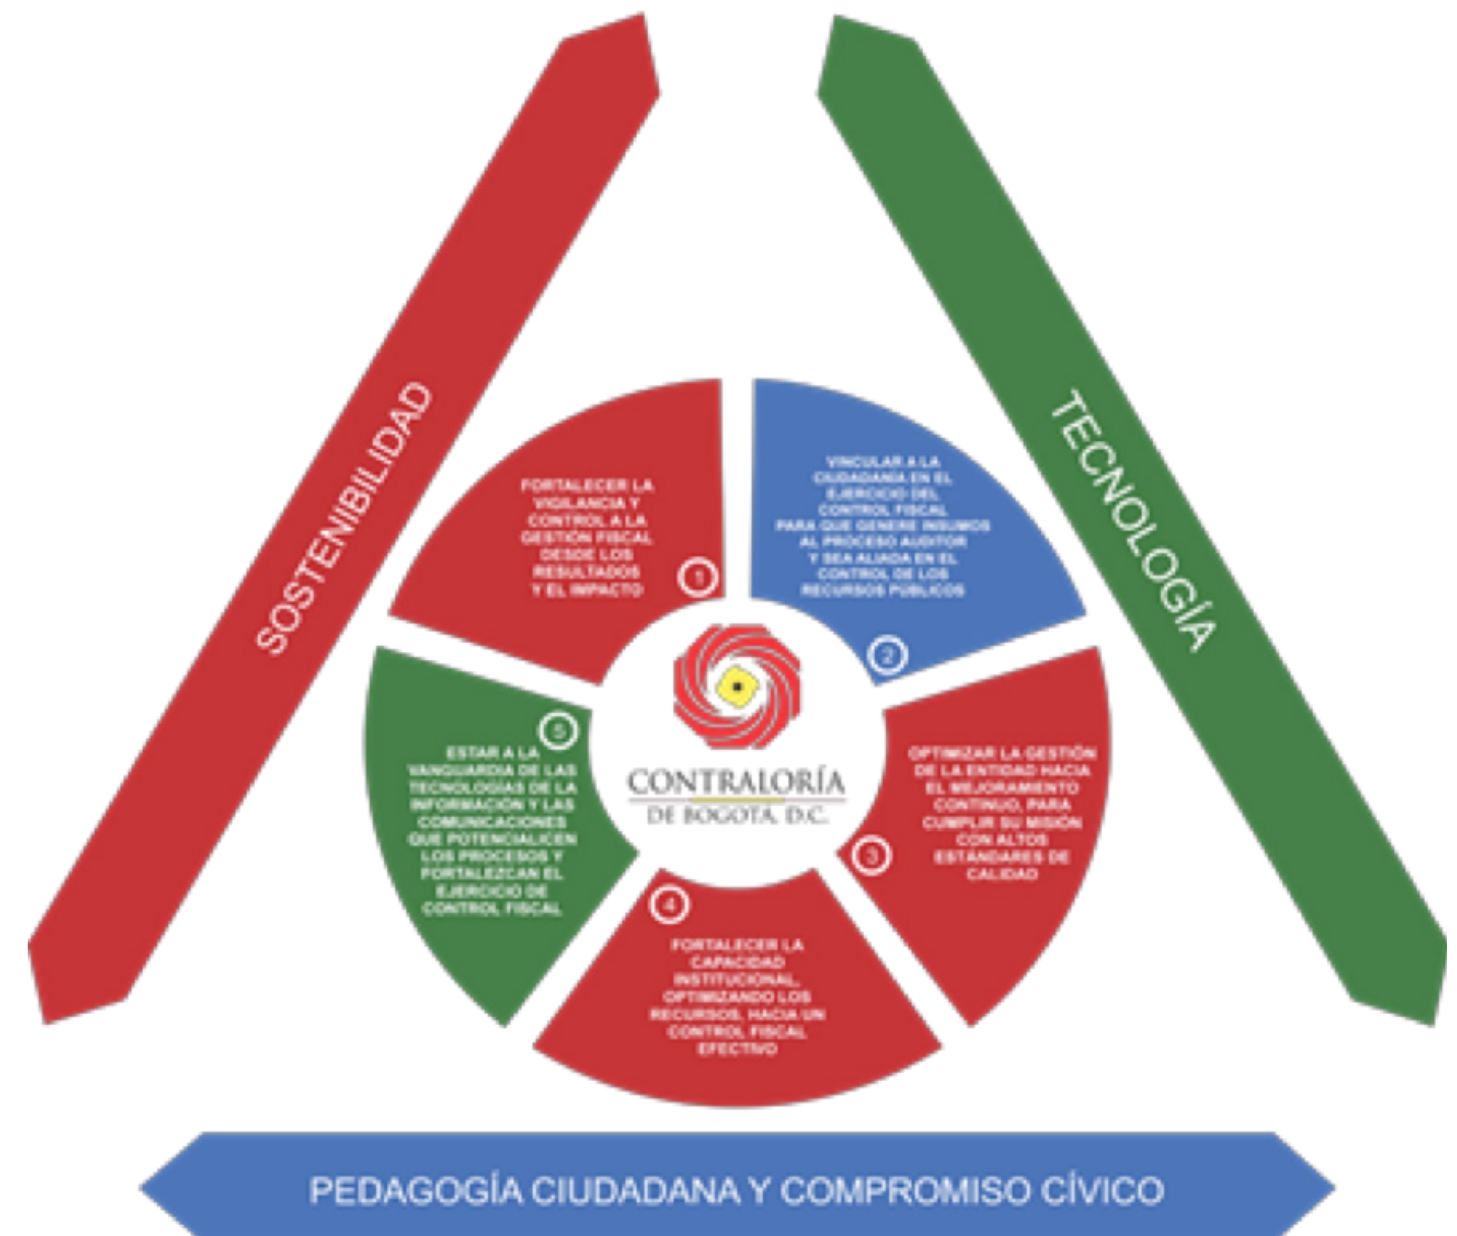 SOSTENIBILIDAD
TECNOLOGÍA
FORTALECER LA
VIGILANCIA Y
CONTROL A LA
GESTIÓN FISCAL
DESDE LOS
RESULTADOS
Y EL IMPACTO
1
VINCULAR A LA
CIUDADANÍA EN EL
EJERCICIO DEL
CONTROL FISCAL
PARA QUE GENERE INSUMOS
AL PROCESO AUDITOR
Y SEA ALIADA EN EL
CONTROL DE LOS
RECURSOS PÚBLICOS
2
OPTIMIZAR LA GESTIÓN
DE LA ENTIDAD HACIA
EL MEJORAMIENTO
CONTINUO, PARA
CUMPLIR SU MISIÓN
CON ALTOS
ESTÁNDARES DE
CALIDAD
3
4
FORTALECER LA
CAPACIDAD
INSTITUCIONAL,
OPTIMIZANDO LOS
RECURSOS, HACIA UN
CONTROL FISCAL
EFECTIVO
5
ESTAR A LA
VANGUARDIA DE LAS
TECNOLOGÍAS DE LA
INFORMACIÓN Y LAS
COMUNICACIONES
QUE POTENCIALICEN
LOS PROCESOS Y
FORTALEZCAN EL
EJERCICIO DE
CONTROL FISCAL
CONTRALORÍA
DE BOGOTÁ, D.C.
PEDAGOGÍA CIUDADANA Y COMPROMISO CÍVICO